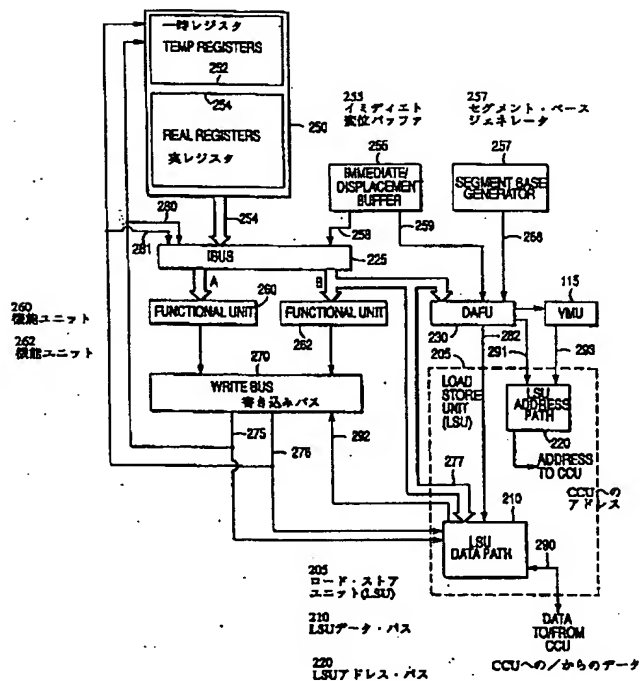 一時レジスタ
TEMP REGISTERS
252
254
REAL REGISTERS
実レジスタ
250
254
280
281
255
イミディエト
変位バッファ
255
IMMEDIATE/
DISPLACEMENT
BUFFER
257
セグメント・ベース
ジェネレータ
257
SEGMENT BASE
GENERATOR
258
259
268
IBUS
225
A
B
260
機能ユニット
262
機能ユニット
FUNCTIONAL UNIT
260
FUNCTIONAL UNIT
262
DAFU
230
282
VMU
115
291
293
205
270
WRITE BUS
書き込みバス
275
276
292
277
LOAD
STORE
UNIT
(LSU)
LSU
ADDRESS
PATH
220
ADDRESS
TO CCU
CCUへの
アドレス
210
LSU
DATA PATH
290
205
ロード・ストア
ユニット(LSU)
210
LSUデータ・パス
220
LSUアドレス・パス
DATA
TO/FROM
CCU
CCUへの/からのデータ